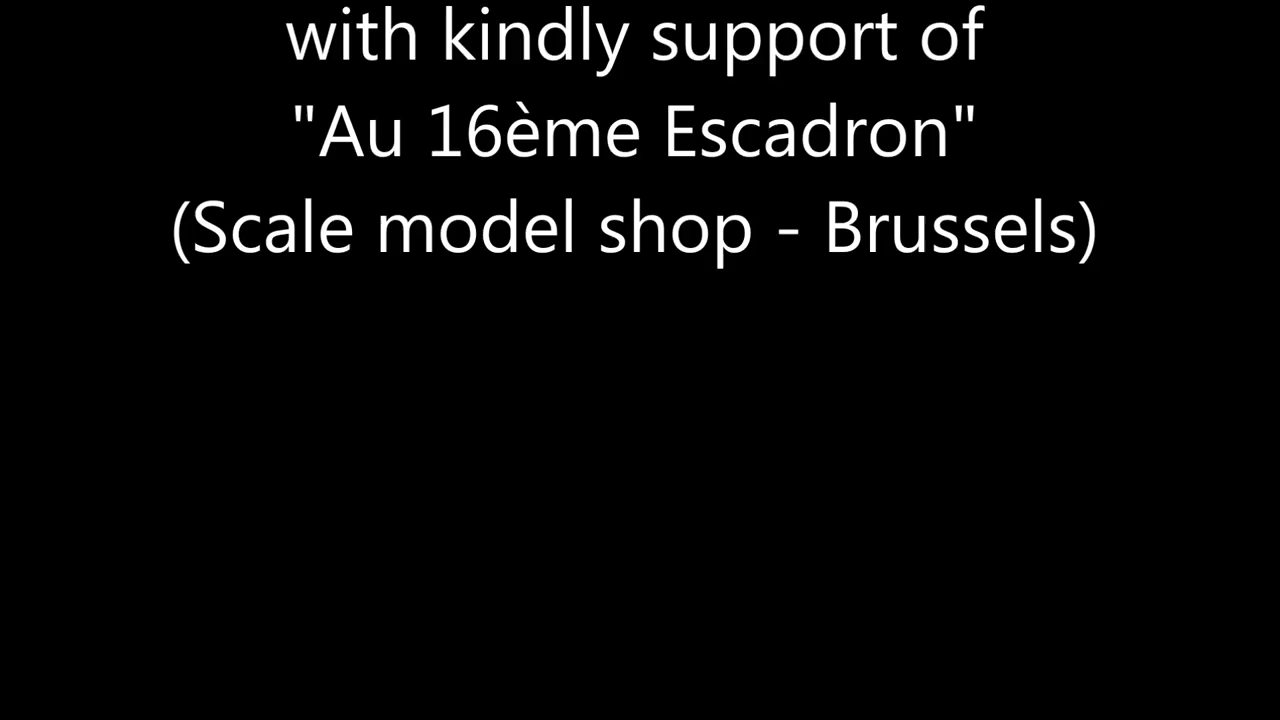 with kindly support of
"Au 16ème Escadron"
(Scale model shop - Brussels)